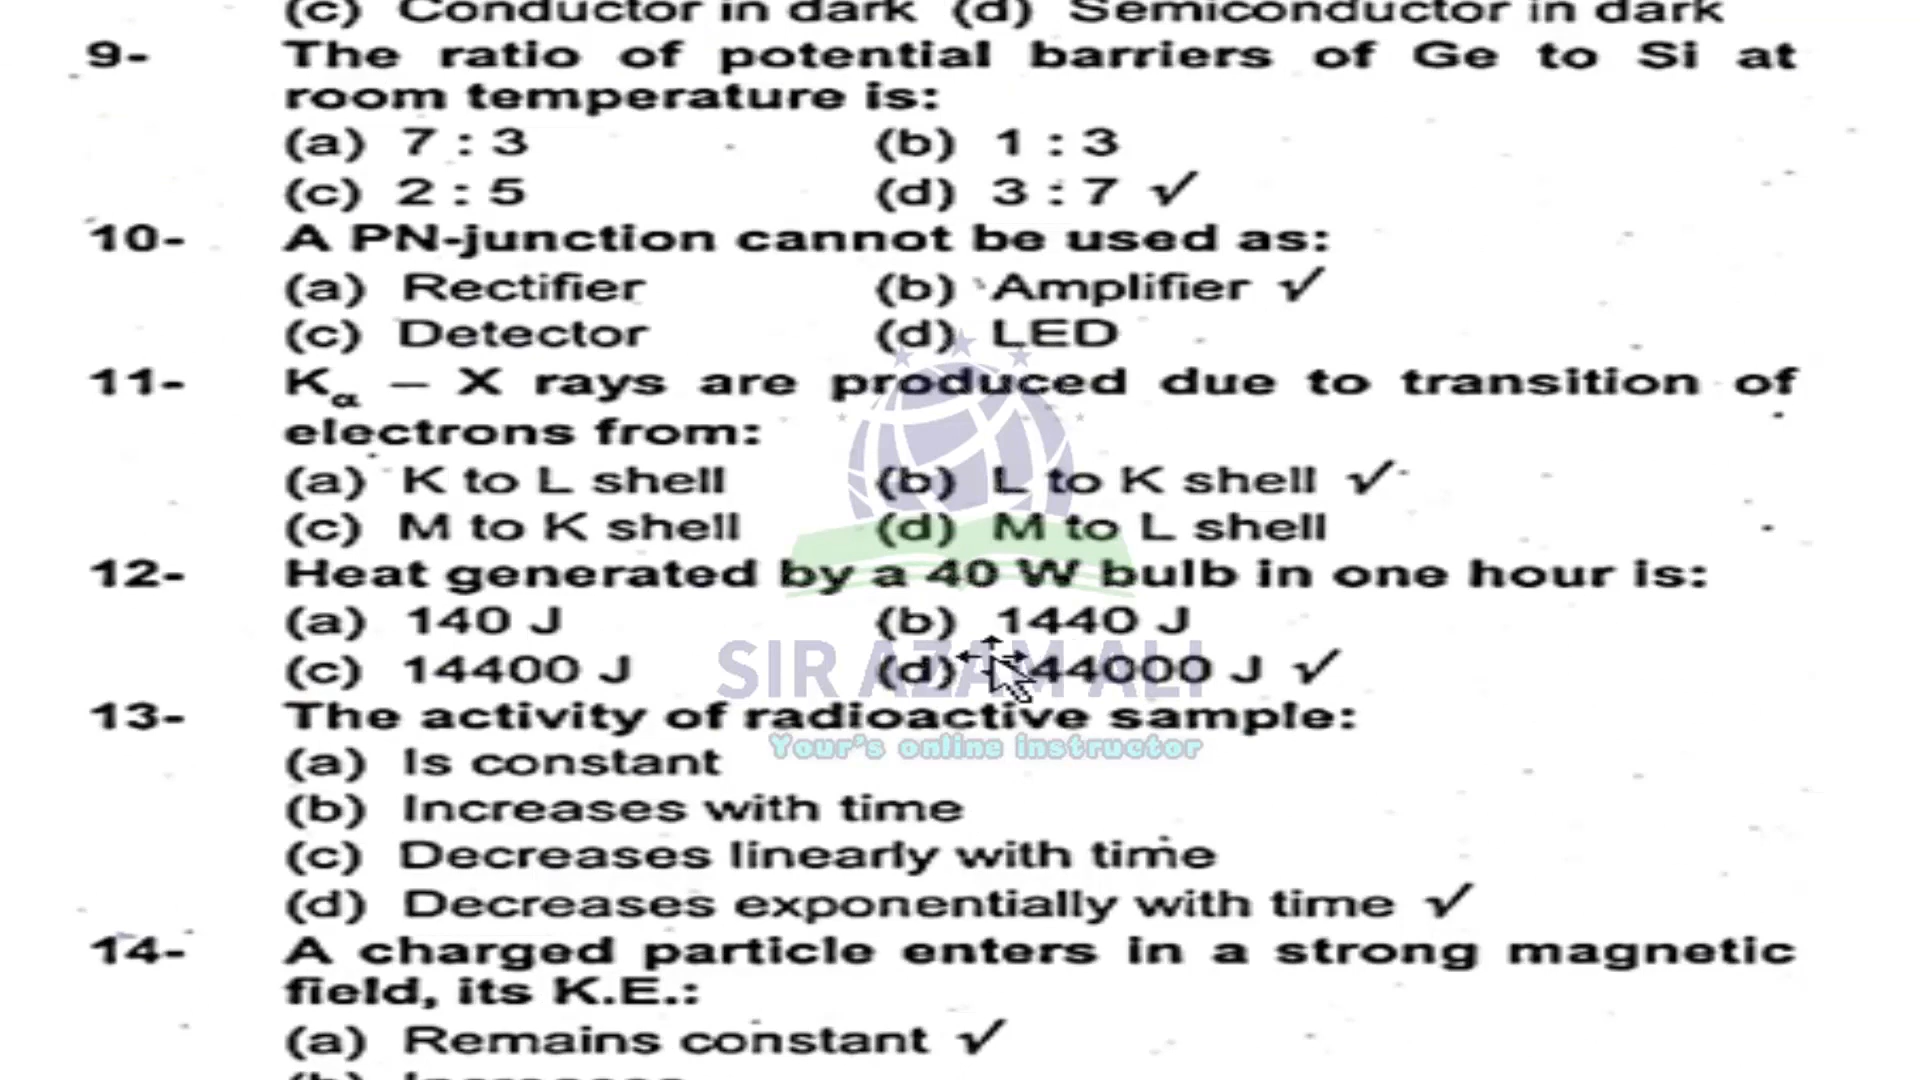 (c) Conductor in dark (d) Semiconductor in dark
9- The ratio of potential barriers of Ge to Si at
room temperature is:
(a) 7 : 3 (b) 1 : 3
(c) 2 : 5 (d) 3 : 7 ✓
10- A PN-junction cannot be used as:
(a) Rectifier (b) Amplifier ✓
(c) Detector (d) LED
11- Kα – X rays are produced due to transition of
electrons from:
(a) K to L shell (b) L to K shell ✓
(c) M to K shell (d) M to L shell
12- Heat generated by a 40 W bulb in one hour is:
(a) 140 J (b) 1440 J
(c) 14400 J (d) 44000 J ✓
SIR AZAM ALI
13- The activity of radioactive sample:
Your's online instructor
(a) Is constant
(b) Increases with time
(c) Decreases linearly with time
(d) Decreases exponentially with time ✓
14- A charged particle enters in a strong magnetic
field, its K.E.:
(a) Remains constant ✓